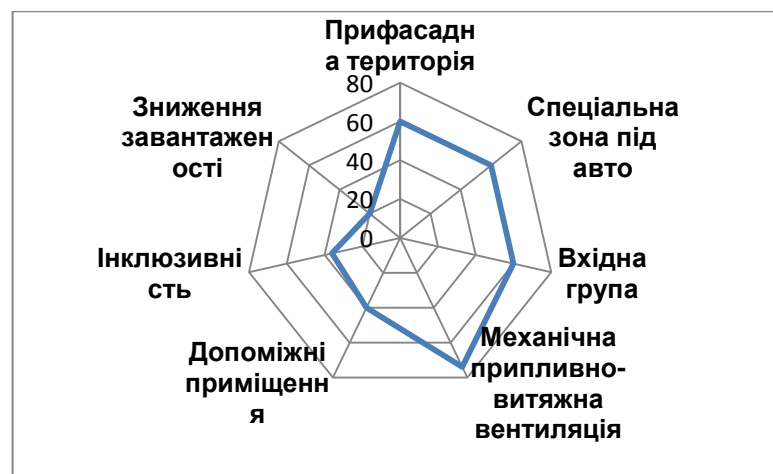 Прифасадн
а територія
80
60
40
20
0
Спеціальна
зона під
авто
Вхідна
група
Механічна
припливно-
витяжна
вентиляція
Допоміжні
приміщенн
я
Інклюзивні
сть
Зниження
завантажен
ості